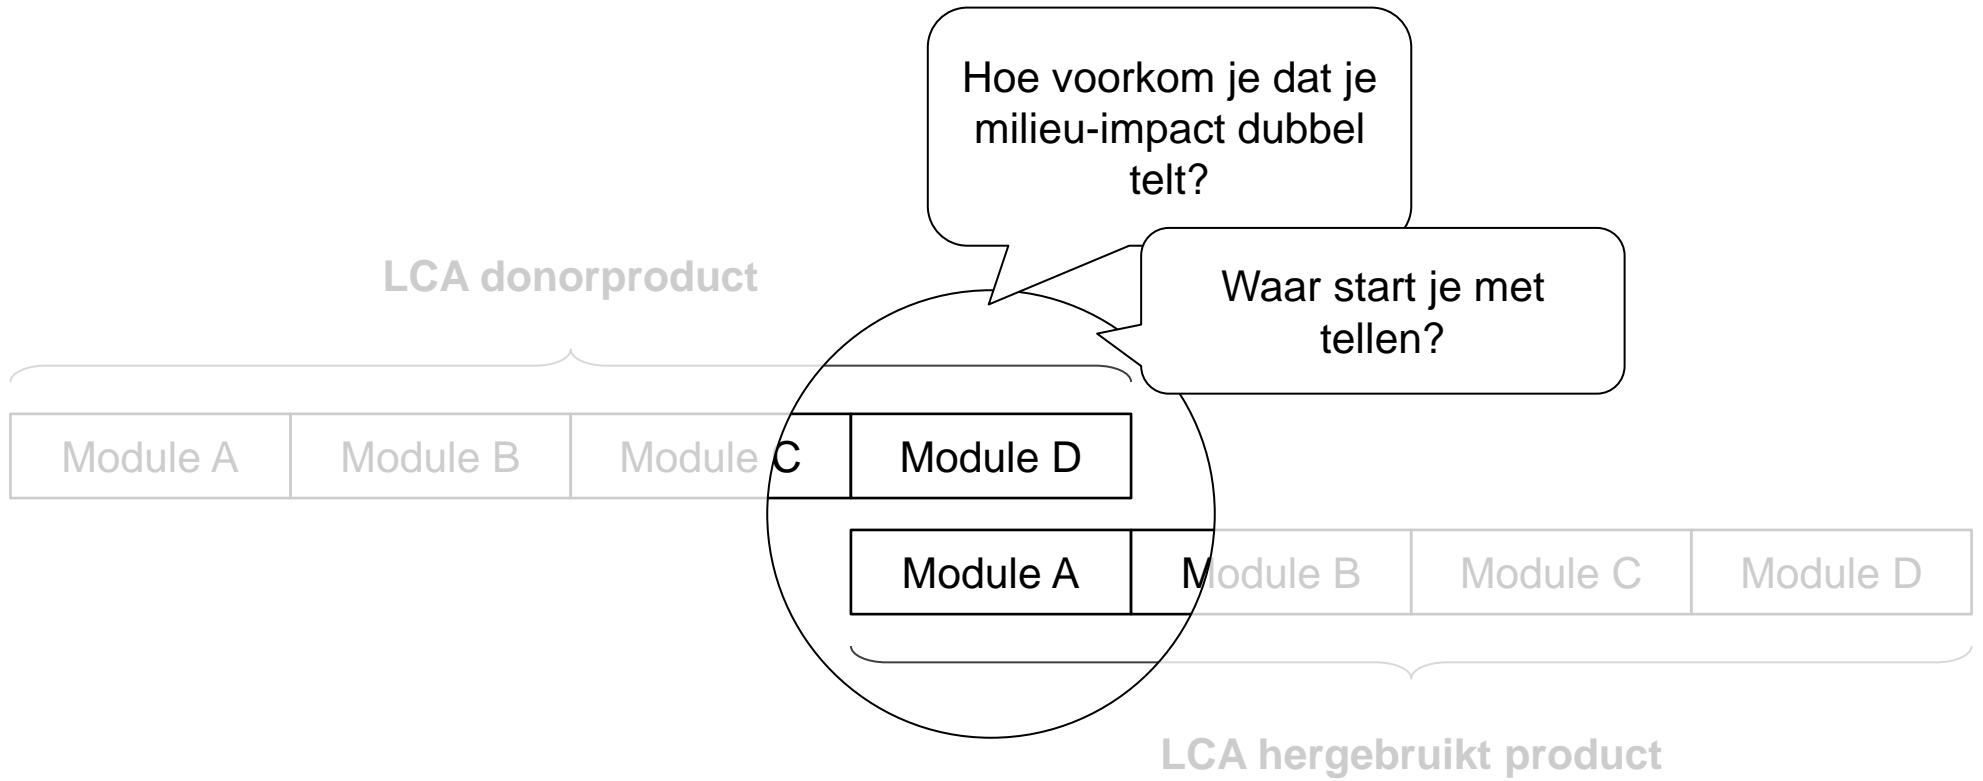 Hoe voorkom je dat je
milieu-impact dubbel
telt?
Waar start je met
tellen?
LCA donorproduct
Module A
Module B
Module C
Module D
Module A
Module B
Module C
Module D
LCA hergebruikt product